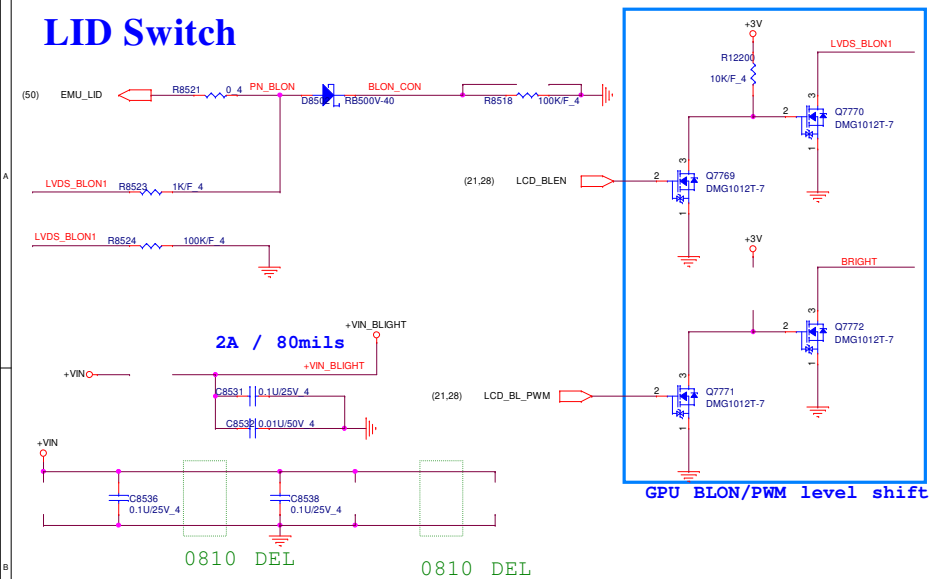 LID Switch
+3V
LVDS_BLON1
R12200
10K/F_4
(50) EMU_LID
R8521 0_4
PN_BLON
BLON_CON
RB500V-40
R8518 100K/F_4
3
2
Q7770
DMG1012T-7
1
A
LVDS_BLON1
R8523 1K/F_4
(21,28) LCD_BLEN
3
2
Q7769
DMG1012T-7
1
LVDS_BLON1
R8524 100K/F_4
+3V
BRIGHT
+VIN_BLIGHT
2A / 80mils
3
2
Q7772
DMG1012T-7
1
+VIN
+VIN_BLIGHT
C8531 0.1U/25V_4
(21,28) LCD_BL_PWM
3
2
Q7771
DMG1012T-7
1
C8532 0.01U/50V_4
+VIN
C8536
0.1U/25V_4
C8538
0.1U/25V_4
GPU BLON/PWM level shift
0810 DEL
0810 DEL
B